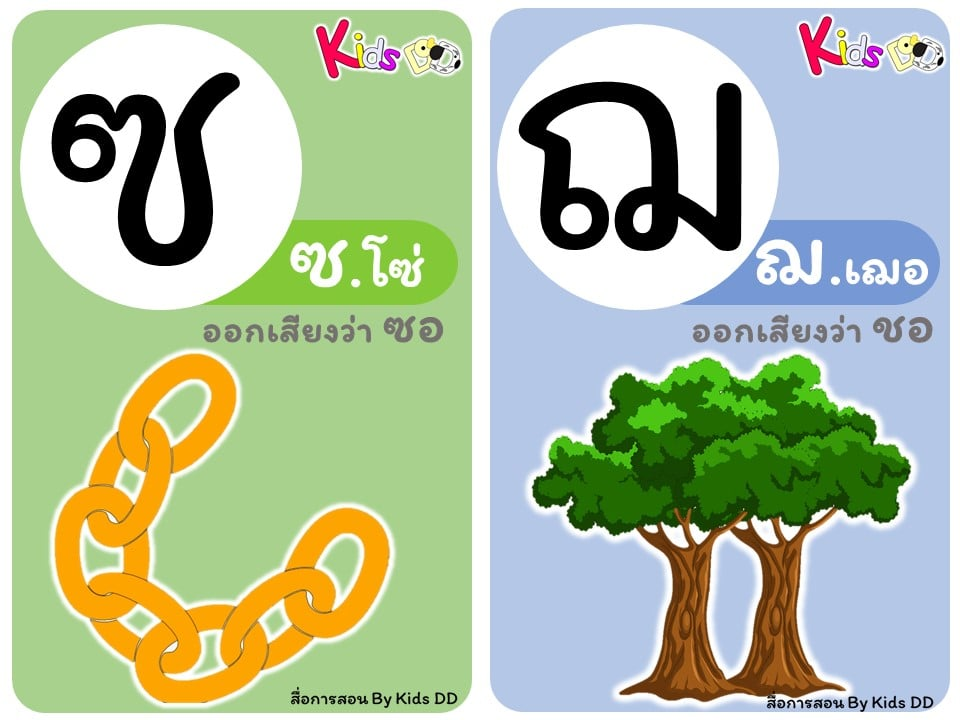 Kids DD
ซ
ซ.โซ่
ออกเสียงว่า ซอ
สื่อการสอน By Kids DD
Kids DD
ฌ
ฌ.เฌอ
ออกเสียงว่า ชอ
สื่อการสอน By Kids DD